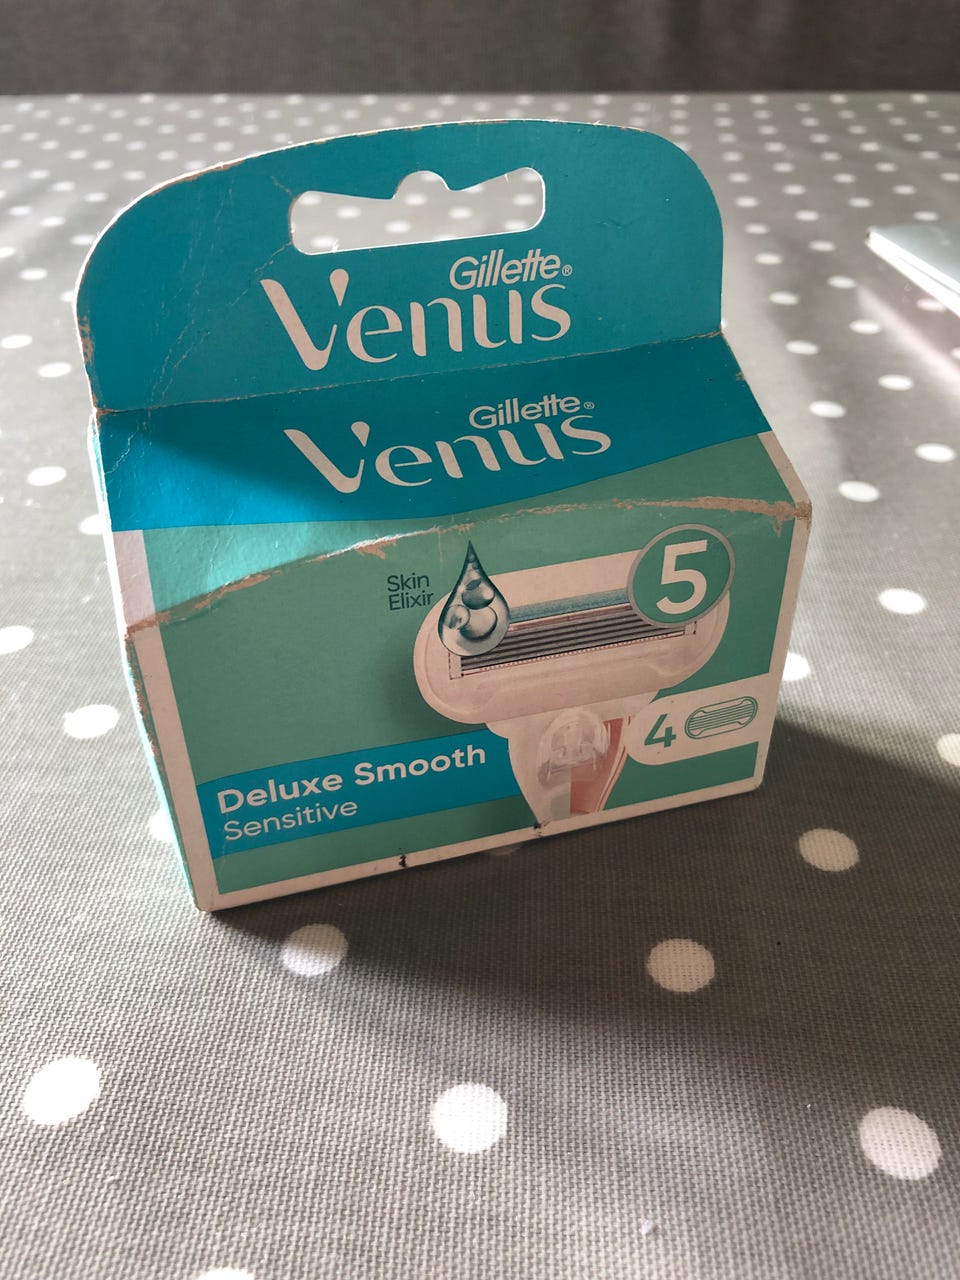 Gillette®
Venus
Gillette®
Venus
Skin
Elixir
5
4
Deluxe Smooth
Sensitive